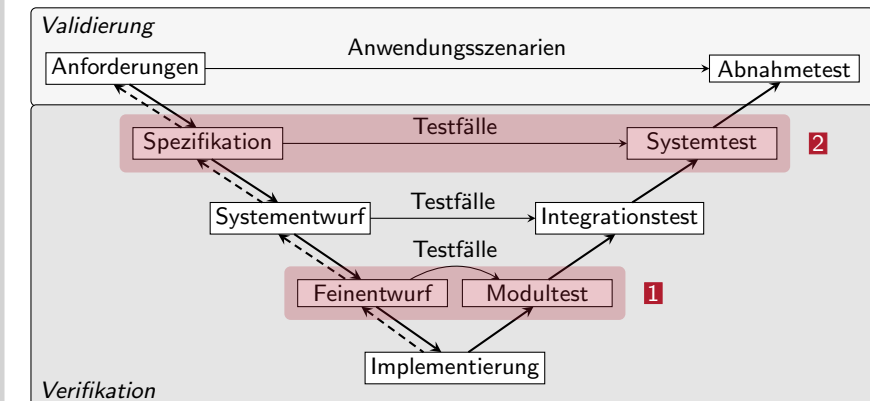 Validierung
Anwendungsszenarien
Anforderungen
Abnahmetest
Testfälle
Spezifikation
Systemtest
2
Testfälle
Systementwurf
Integrationstest
Testfälle
Feinentwurf
Modultest
1
Implementierung
Verifikation